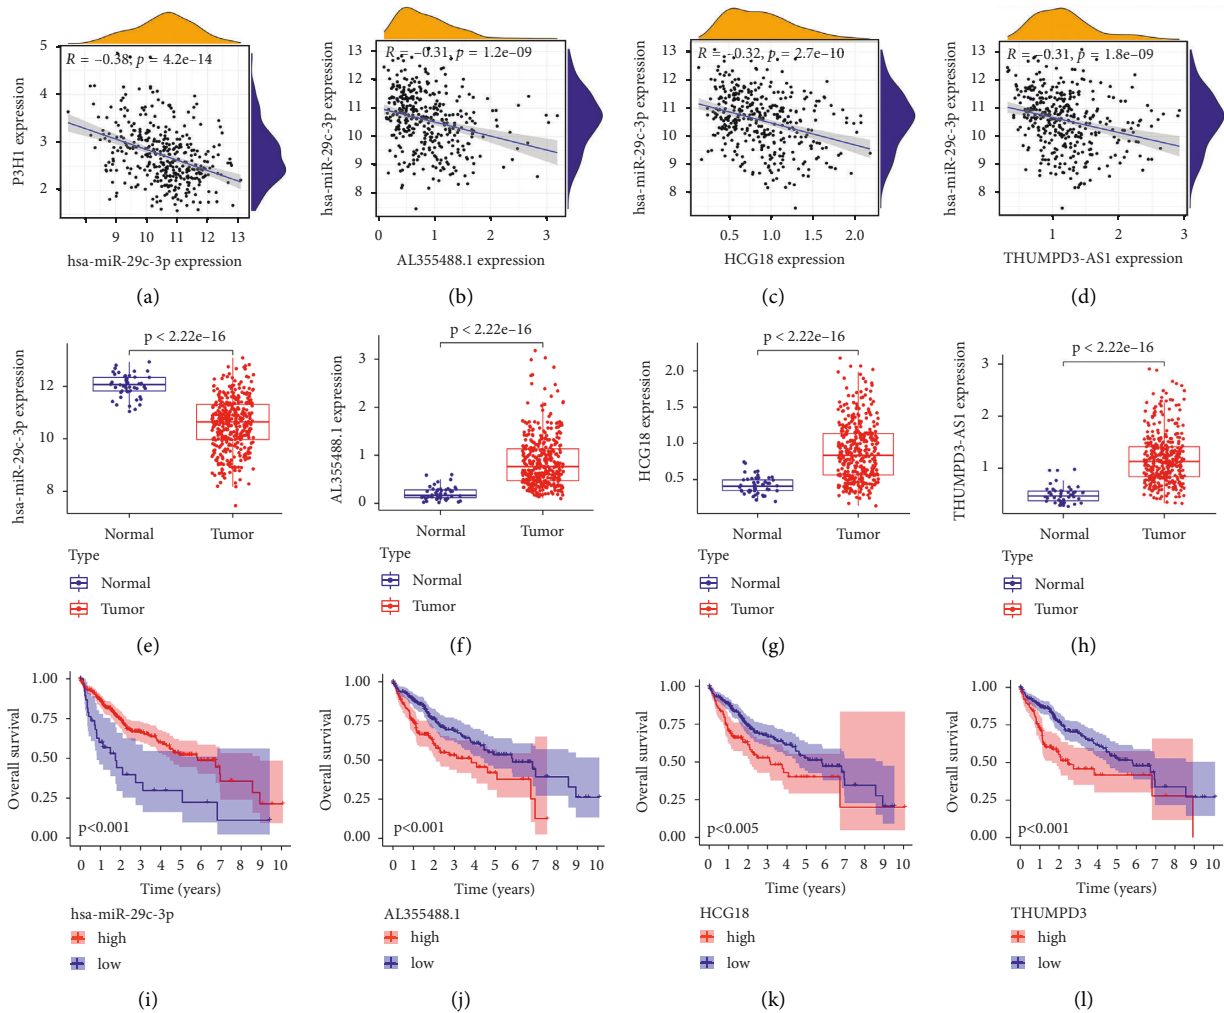 R = −0.38, p = 4.2e−14
P3H1 expression
5
4
3
2
9 10 11 12 13
hsa-miR-29c-3p expression
(a)
R = −0.31, p = 1.2e−09
hsa-miR-29c-3p expression
13
12
11
10
9
8
0 1 2 3
AL355488.1 expression
(b)
R = −0.32, p = 2.7e−10
hsa-miR-29c-3p expression
13
12
11
10
9
8
0.5 1.0 1.5 2.0
HCG18 expression
(c)
R = −0.31, p = 1.8e−09
hsa-miR-29c-3p expression
13
12
11
10
9
8
1 2 3
THUMPD3-AS1 expression
(d)
p < 2.22e−16
hsa-miR-29c-3p expression
12
10
8
Normal Tumor
Type
Normal
Tumor
(e)
p < 2.22e−16
AL355488.1 expression
3
2
1
0
Normal Tumor
Type
Normal
Tumor
(f)
p < 2.22e−16
HCG18 expression
2.0
1.5
1.0
0.5
Normal Tumor
Type
Normal
Tumor
(g)
p < 2.22e−16
THUMPD3-AS1 expression
3
2
1
Normal Tumor
Type
Normal
Tumor
(h)
Overall survival
1.00
0.75
0.50
0.25
0.00
p<0.001
0 1 2 3 4 5 6 7 8 9 10
Time (years)
hsa-miR-29c-3p
high
low
(i)
Overall survival
1.00
0.75
0.50
0.25
0.00
p<0.001
0 1 2 3 4 5 6 7 8 9 10
Time (years)
AL355488.1
high
low
(j)
Overall survival
1.00
0.75
0.50
0.25
0.00
p<0.005
0 1 2 3 4 5 6 7 8 9 10
Time (years)
HCG18
high
low
(k)
Overall survival
1.00
0.75
0.50
0.25
0.00
p<0.001
0 1 2 3 4 5 6 7 8 9 10
Time (years)
THUMPD3
high
low
(l)